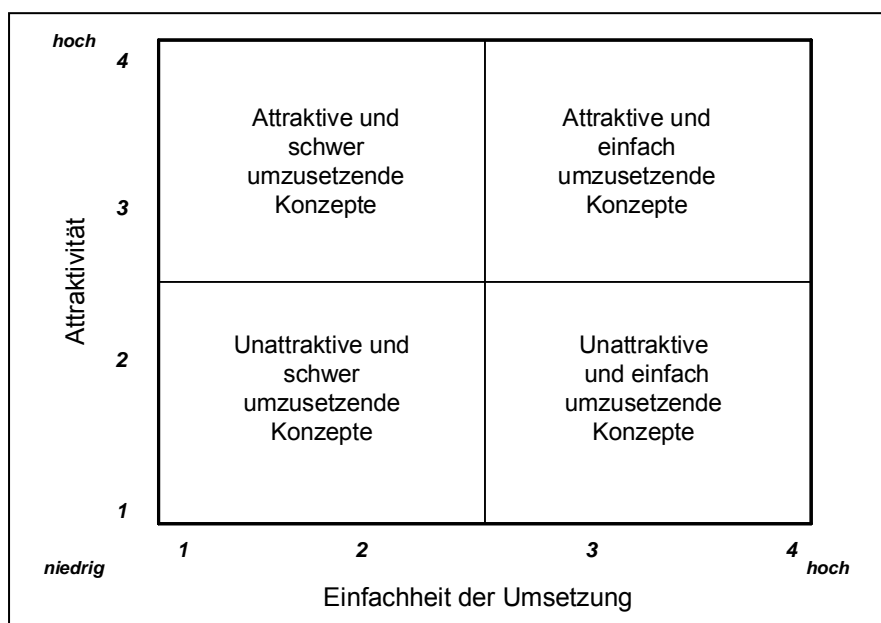 hoch
4
Attraktivität
3
2
1
niedrig
Attraktive und
schwer
umzusetzende
Konzepte
Attraktive und
einfach
umzusetzende
Konzepte
Unattraktive und
schwer
umzusetzende
Konzepte
Unattraktive
und einfach
umzusetzende
Konzepte
1
2
3
4
hoch
Einfachheit der Umsetzung